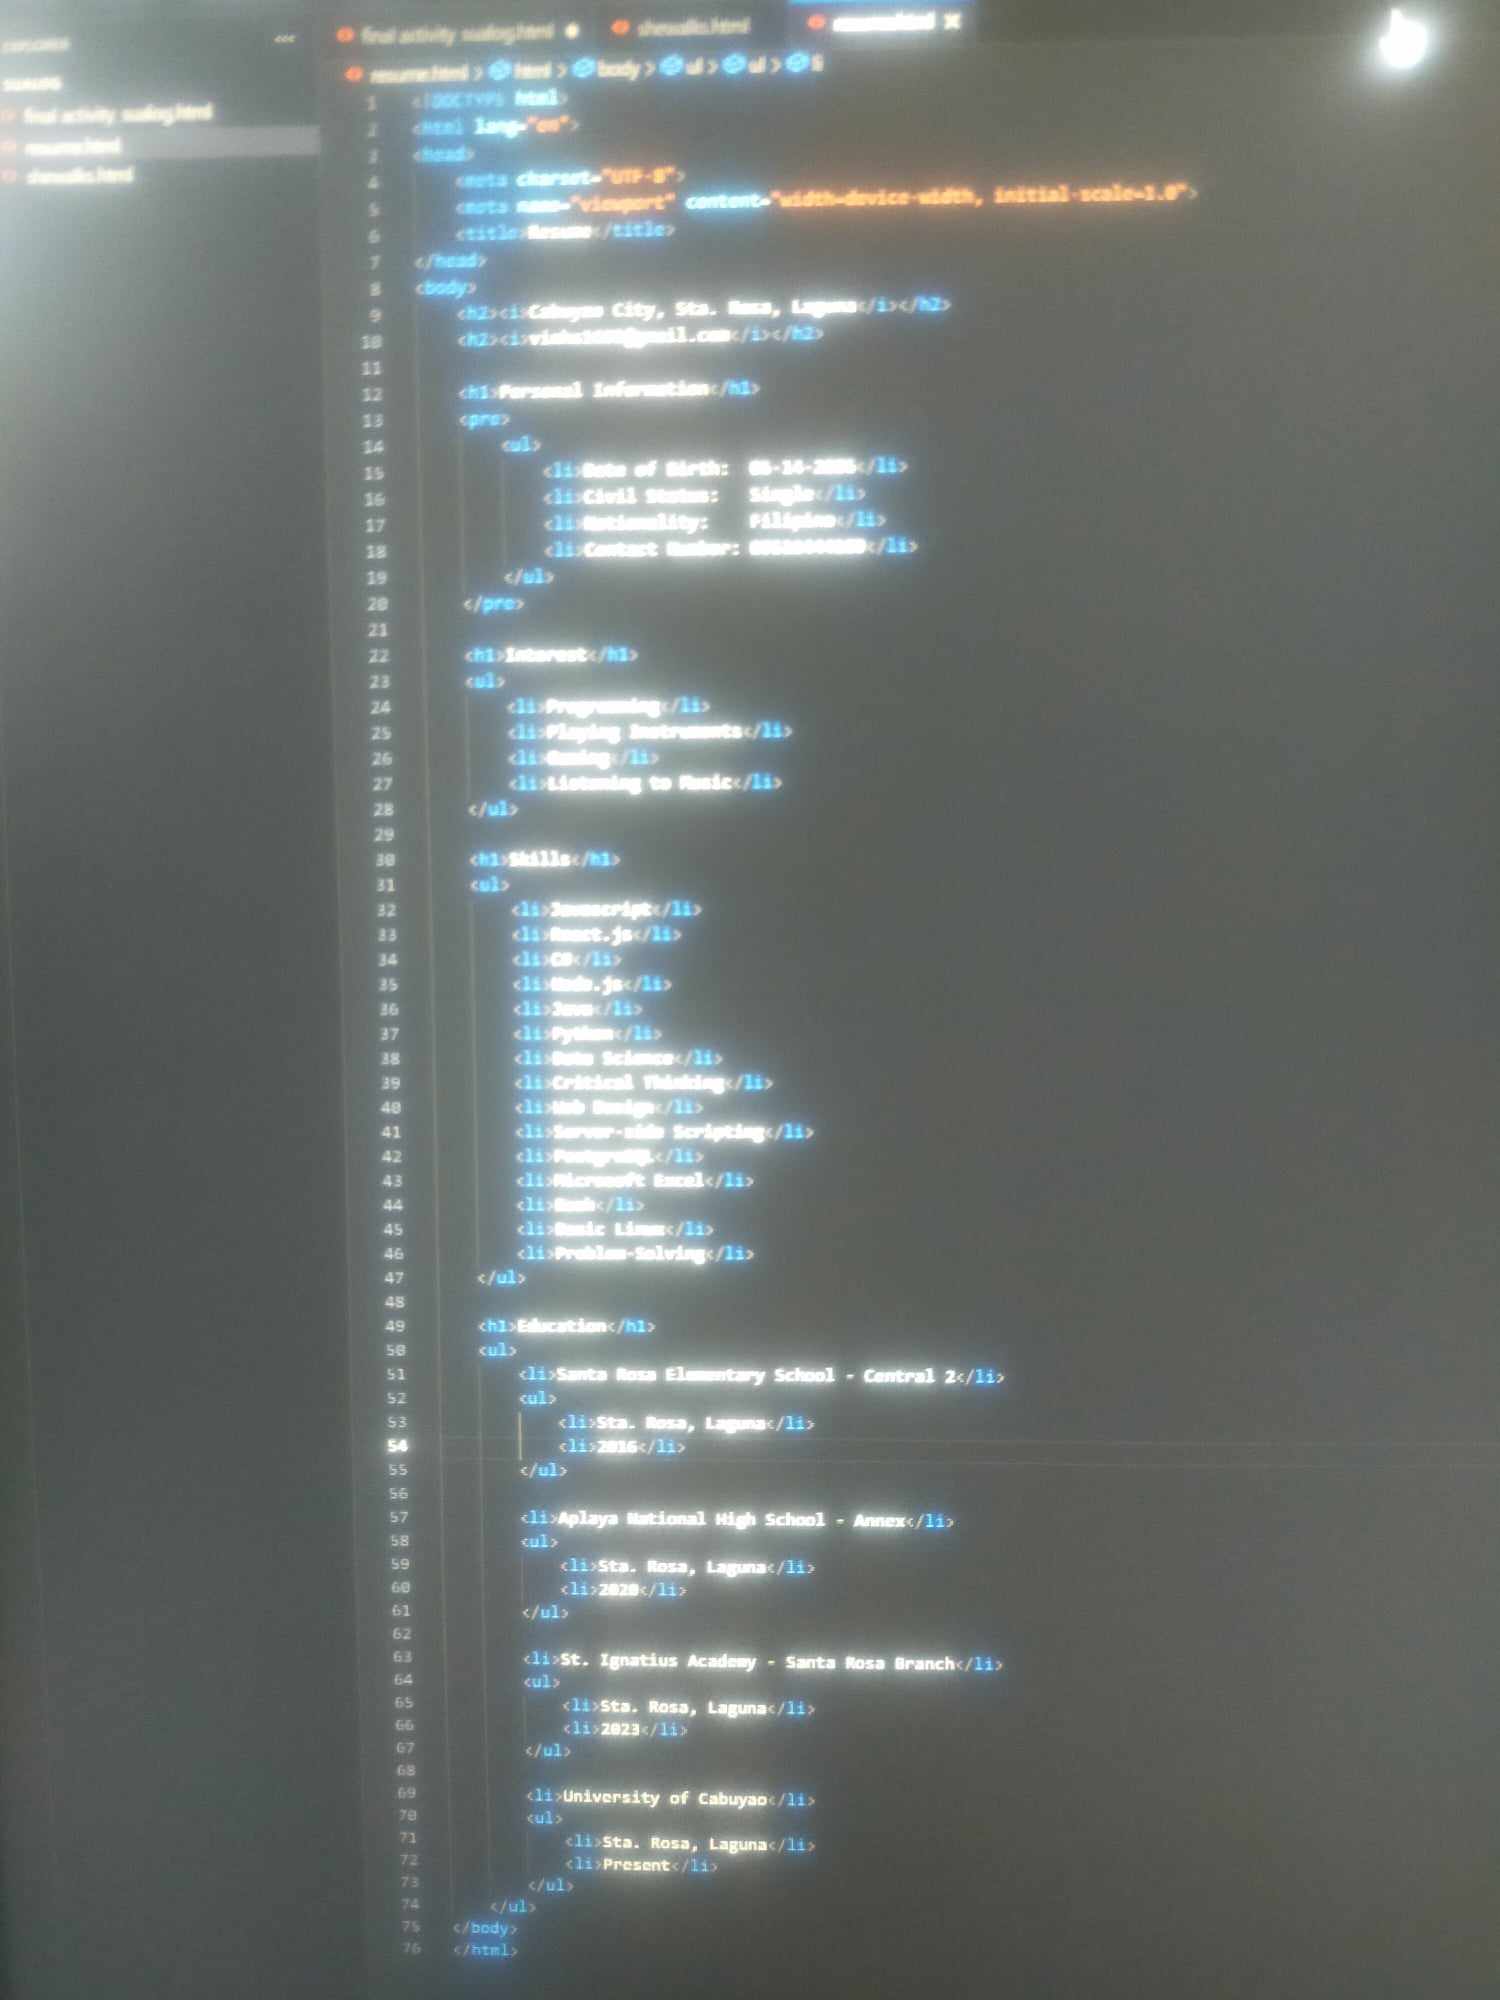 final activity sualog.html
shewalks.html
resume.html
resume.html > html > body > ul > ul > li
final activity sualog.html
resume.html
shewalks.html
1 <!DOCTYPE html>
2 <html lang="en">
3 <head>
4 <meta charset="UTF-8">
5 <meta name="viewport" content="width=device-width, initial-scale=1.0">
6 <title>Resume</title>
7 </head>
8 <body>
9 <h2><i>Cabuyao City, Sta. Rosa, Laguna</i></h2>
10 <h2><i></i></h2>
11
12 <h1>Personal Information</h1>
13 <pre>
14 <ul>
15 <li>Date of Birth: </li>
16 <li>Civil Status: Single</li>
17 <li>Nationality: Filipino</li>
18 <li>Contact Number: </li>
19 </ul>
20 </pre>
21
22 <h1>Interest</h1>
23 <ul>
24 <li>Programming</li>
25 <li>Playing Instruments</li>
26 <li>Gaming</li>
27 <li>Listening to Music</li>
28 </ul>
29
30 <h1>Skills</h1>
31 <ul>
32 <li>Javascript</li>
33 <li>React.js</li>
34 <li></li>
35 <li>Node.js</li>
36 <li>Java</li>
37 <li>Python</li>
38 <li>Data Science</li>
39 <li>Critical Thinking</li>
40 <li>Web Design</li>
41 <li>Server-side Scripting</li>
42 <li>PostgreSQL</li>
43 <li>Microsoft Excel</li>
44 <li>Bash</li>
45 <li>Basic Linux</li>
46 <li>Problem-Solving</li>
47 </ul>
48
49 <h1>Education</h1>
50 <ul>
51 <li>Santa Rosa Elementary School - Central 2</li>
52 <ul>
53 <li>Sta. Rosa, Laguna</li>
54 <li>2016</li>
55 </ul>
56
57 <li>Aplaya National High School - Annex</li>
58 <ul>
59 <li>Sta. Rosa, Laguna</li>
60 <li>2020</li>
61 </ul>
62
63 <li>St. Ignatius Academy - Santa Rosa Branch</li>
64 <ul>
65 <li>Sta. Rosa, Laguna</li>
66 <li>2023</li>
67 </ul>
68
69 <li>University of Cabuyao</li>
70 <ul>
71 <li>Sta. Rosa, Laguna</li>
72 <li>Present</li>
73 </ul>
74 </ul>
75 </body>
76 </html>